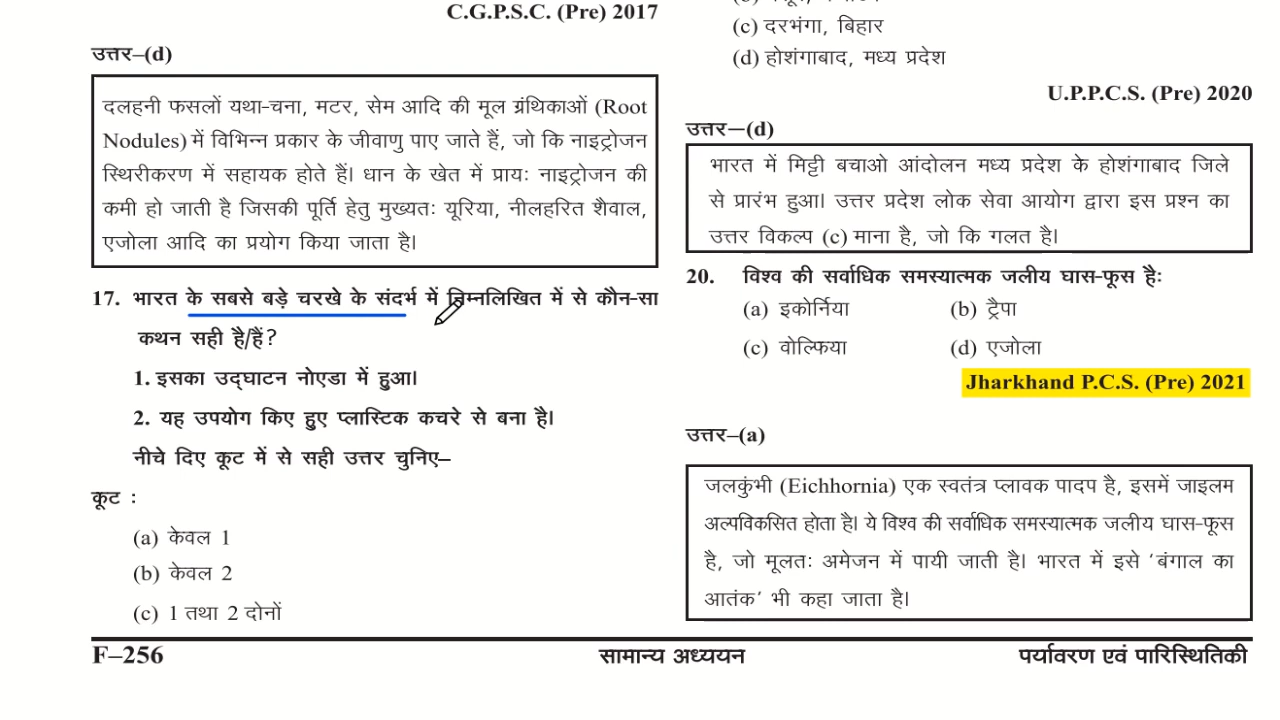 C.G.P.S.C. (Pre) 2017
उत्तर–(d)
दलहनी फसलों यथा-चना, मटर, सेम आदि की मूल ग्रंथिकाओं (Root
Nodules) में विभिन्न प्रकार के जीवाणु पाए जाते हैं, जो कि नाइट्रोजन
स्थिरीकरण में सहायक होते हैं। धान के खेत में प्रायः नाइट्रोजन की
कमी हो जाती है जिसकी पूर्ति हेतु मुख्यतः यूरिया, नीलहरित शैवाल,
एजोला आदि का प्रयोग किया जाता है।
17. भारत के सबसे बड़े चरखे के संदर्भ में निम्नलिखित में से कौन-सा
कथन सही है/हैं?
1. इसका उद्घाटन नोएडा में हुआ।
2. यह उपयोग किए हुए प्लास्टिक कचरे से बना है।
नीचे दिए कूट में से सही उत्तर चुनिए–
कूट :
(a) केवल 1
(b) केवल 2
(c) 1 तथा 2 दोनों
(c) दरभंगा, बिहार
(d) होशंगाबाद, मध्य प्रदेश
U.P.P.C.S. (Pre) 2020
उत्तर–(d)
भारत में मिट्टी बचाओ आंदोलन मध्य प्रदेश के होशंगाबाद जिले
से प्रारंभ हुआ। उत्तर प्रदेश लोक सेवा आयोग द्वारा इस प्रश्न का
उत्तर विकल्प (c) माना है, जो कि गलत है।
20. विश्व की सर्वाधिक समस्यात्मक जलीय घास-फूस है:
(a) इकोर्निया (b) ट्रैपा
(c) वोल्फिया (d) एजोला
Jharkhand P.C.S. (Pre) 2021
उत्तर–(a)
जलकुंभी (Eichhornia) एक स्वतंत्र प्लावक पादप है, इसमें जाइलम
अल्पविकसित होता है। ये विश्व की सर्वाधिक समस्यात्मक जलीय घास-फूस
है, जो मूलतः अमेजन में पायी जाती है। भारत में इसे 'बंगाल का
आतंक' भी कहा जाता है।
F–256 सामान्य अध्ययन पर्यावरण एवं पारिस्थितिकी